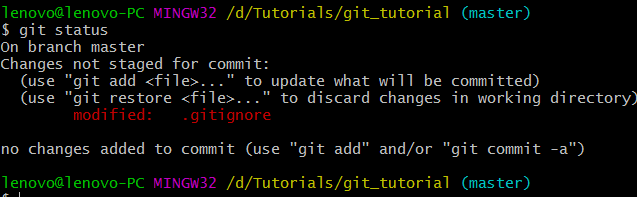 lenovo@lenovo-PC MINGW32 /d/Tutorials/git_tutorial (master)
$ git status
On branch master
Changes not staged for commit:
  (use "git add <file>..." to update what will be committed)
  (use "git restore <file>..." to discard changes in working directory)
        modified:   .gitignore

no changes added to commit (use "git add" and/or "git commit -a")

lenovo@lenovo-PC MINGW32 /d/Tutorials/git_tutorial (master)
$